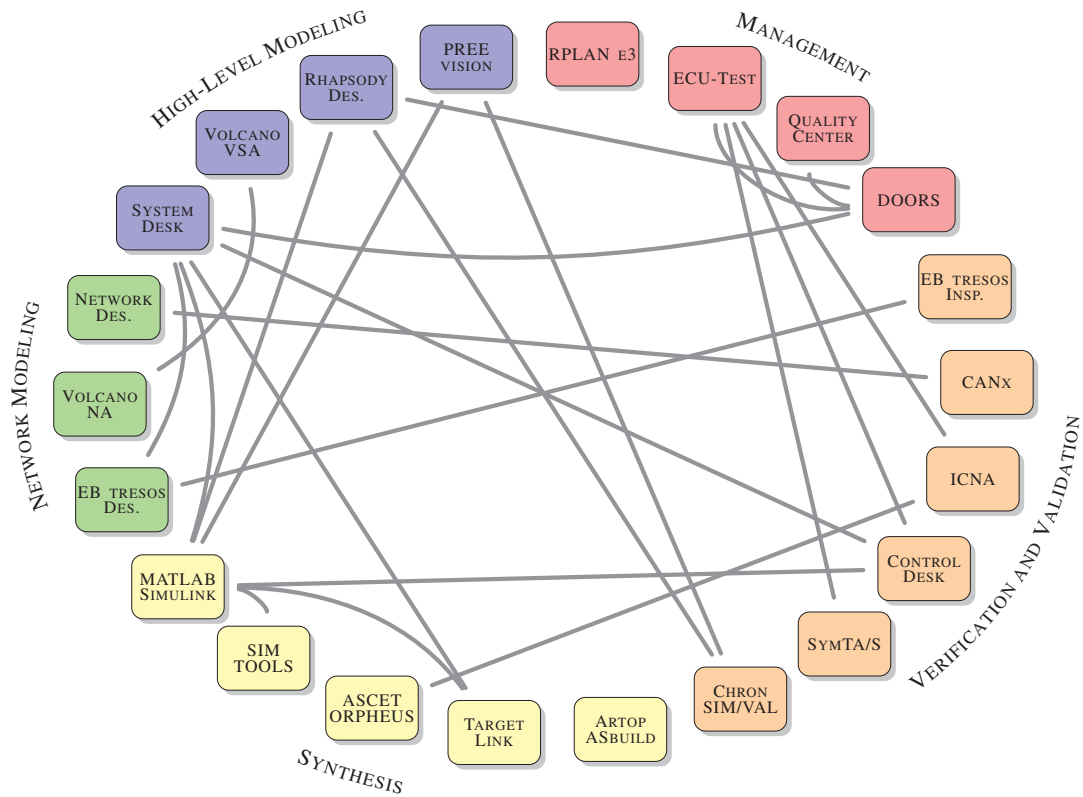 HIGH-LEVEL MODELING
MANAGEMENT
PREE
VISION
RPLAN E3
RHAPSODY
DES.
ECU-TEST
VOLCANO
VSA
QUALITY
CENTER
SYSTEM
DESK
DOORS
NETWORK
DES.
EB TRESOS
INSP.
NETWORK MODELING
VOLCANO
NA
CANX
EB TRESOS
DES.
ICNA
VERIFICATION AND VALIDATION
MATLAB
SIMULINK
CONTROL
DESK
SIM
TOOLS
SYMTA/S
ASCET
ORPHEUS
CHRON
SIM/VAL
TARGET
LINK
ARTOP
ASBUILD
SYNTHESIS